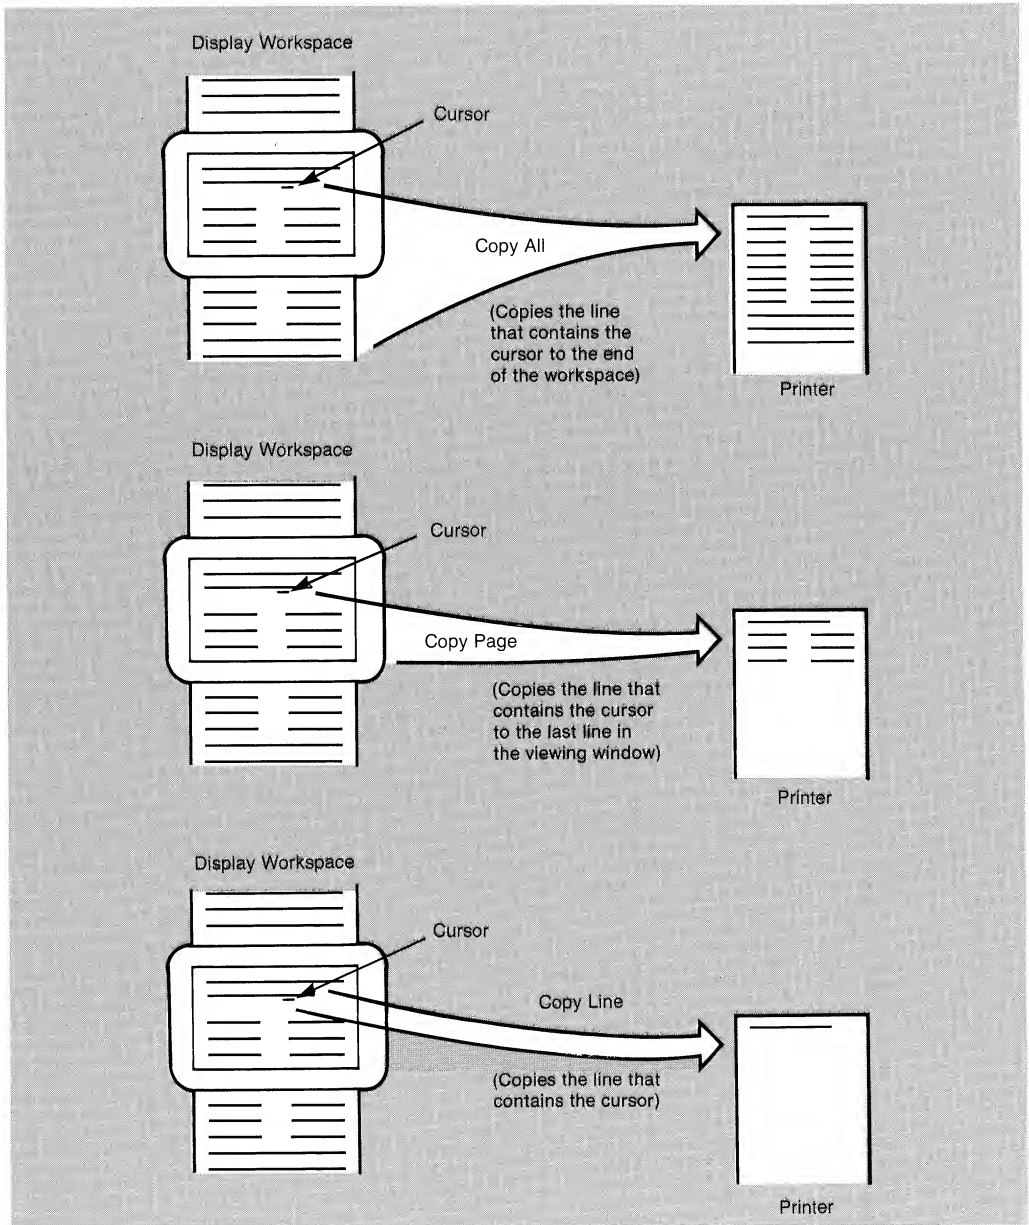 Display Workspace
Cursor
Copy All
(Copies the line
that contains the
cursor to the end
of the workspace)
Printer
Display Workspace
Cursor
Copy Page
(Copies the line that
contains the cursor
to the last line in
the viewing window)
Printer
Display Workspace
Cursor
Copy Line
(Copies the line that
contains the cursor)
Printer